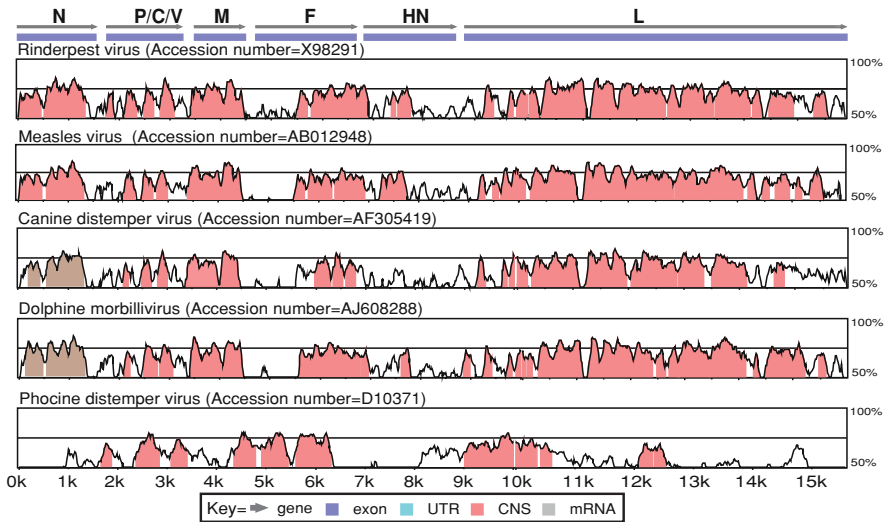 N P/C/V M F HN L
Rinderpest virus (Accession number=X98291)
100%
50%
Measles virus (Accession number=AB012948)
100%
50%
Canine distemper virus (Accession number=AF305419)
100%
50%
Dolphine morbillivirus (Accession number=AJ608288)
100%
50%
Phocine distemper virus (Accession number=D10371)
100%
50%
0k 1k 2k 3k 4k 5k 6k 7k 8k 9k 10k 11k 12k 13k 14k 15k
Key= gene exon UTR CNS mRNA